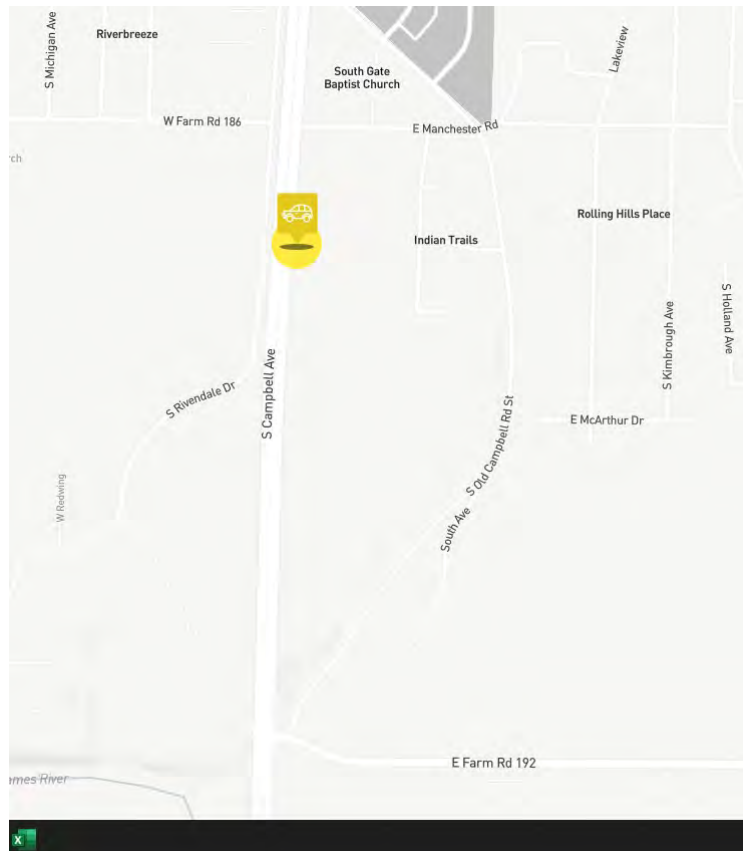 S Michigan Ave
Riverbreeze
South Gate
Baptist Church
Lakeview
W Farm Rd 186
E Manchester Rd
rch
Rolling Hills Place
Indian Trails
S Holland Ave
S Kimbrough Ave
S Campbell Ave
S Rivendale Dr
S Old Campbell Rd St
E McArthur Dr
W Redwing
South Ave
E Farm Rd 192
ames River
X